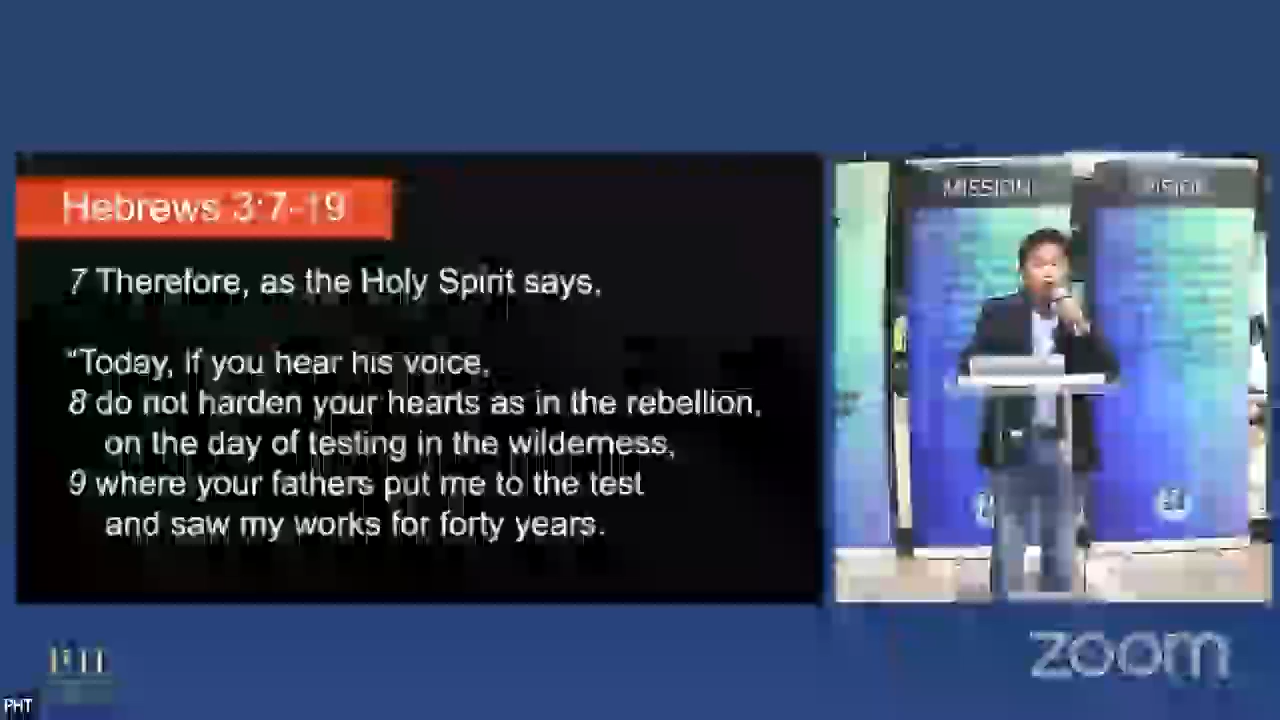 Hebrews 3:7-19
7 Therefore, as the Holy Spirit says,
"Today, if you hear his voice,
8 do not harden your hearts as in the rebellion,
on the day of testing in the wilderness,
9 where your fathers put me to the test
and saw my works for forty years.
MISSION
zoom
PHT